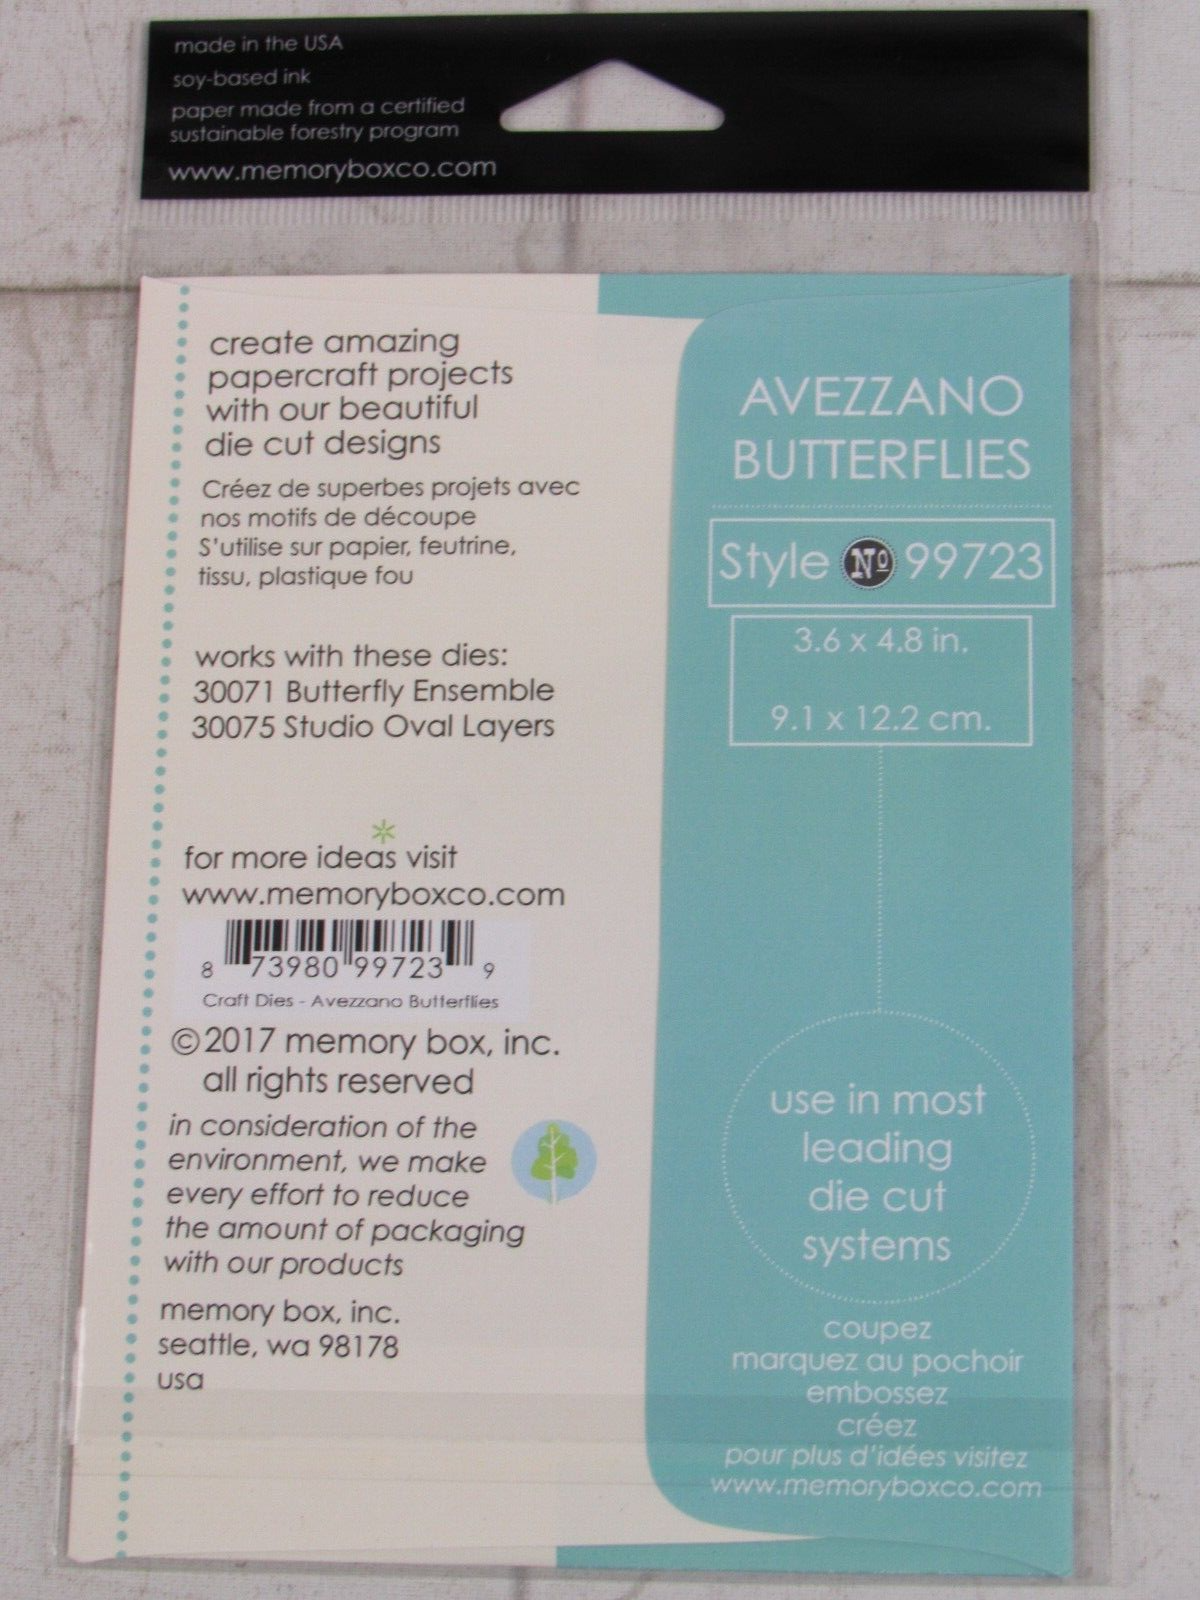 made in the USA
soy-based ink
paper made from a certified
sustainable forestry program
www.memoryboxco.com
create amazing
papercraft projects
with our beautiful
die cut designs
Créez de superbes projets avec
nos motifs de découpe
S'utilise sur papier, feutrine,
tissu, plastique fou
works with these dies:
30071 Butterfly Ensemble
30075 Studio Oval Layers
for more ideas visit
www.memoryboxco.com
8 73980 99723 9
Craft Dies - Avezzano Butterflies
©2017 memory box, inc.
all rights reserved
in consideration of the
environment, we make
every effort to reduce
the amount of packaging
with our products
memory box, inc.
seattle, wa 98178
usa
AVEZZANO
BUTTERFLIES
Style Nº 99723
3.6 x 4.8 in.
9.1 x 12.2 cm.
use in most
leading
die cut
systems
coupez
marquez au pochoir
embossez
créez
pour plus d'idées visitez
www.memoryboxco.com